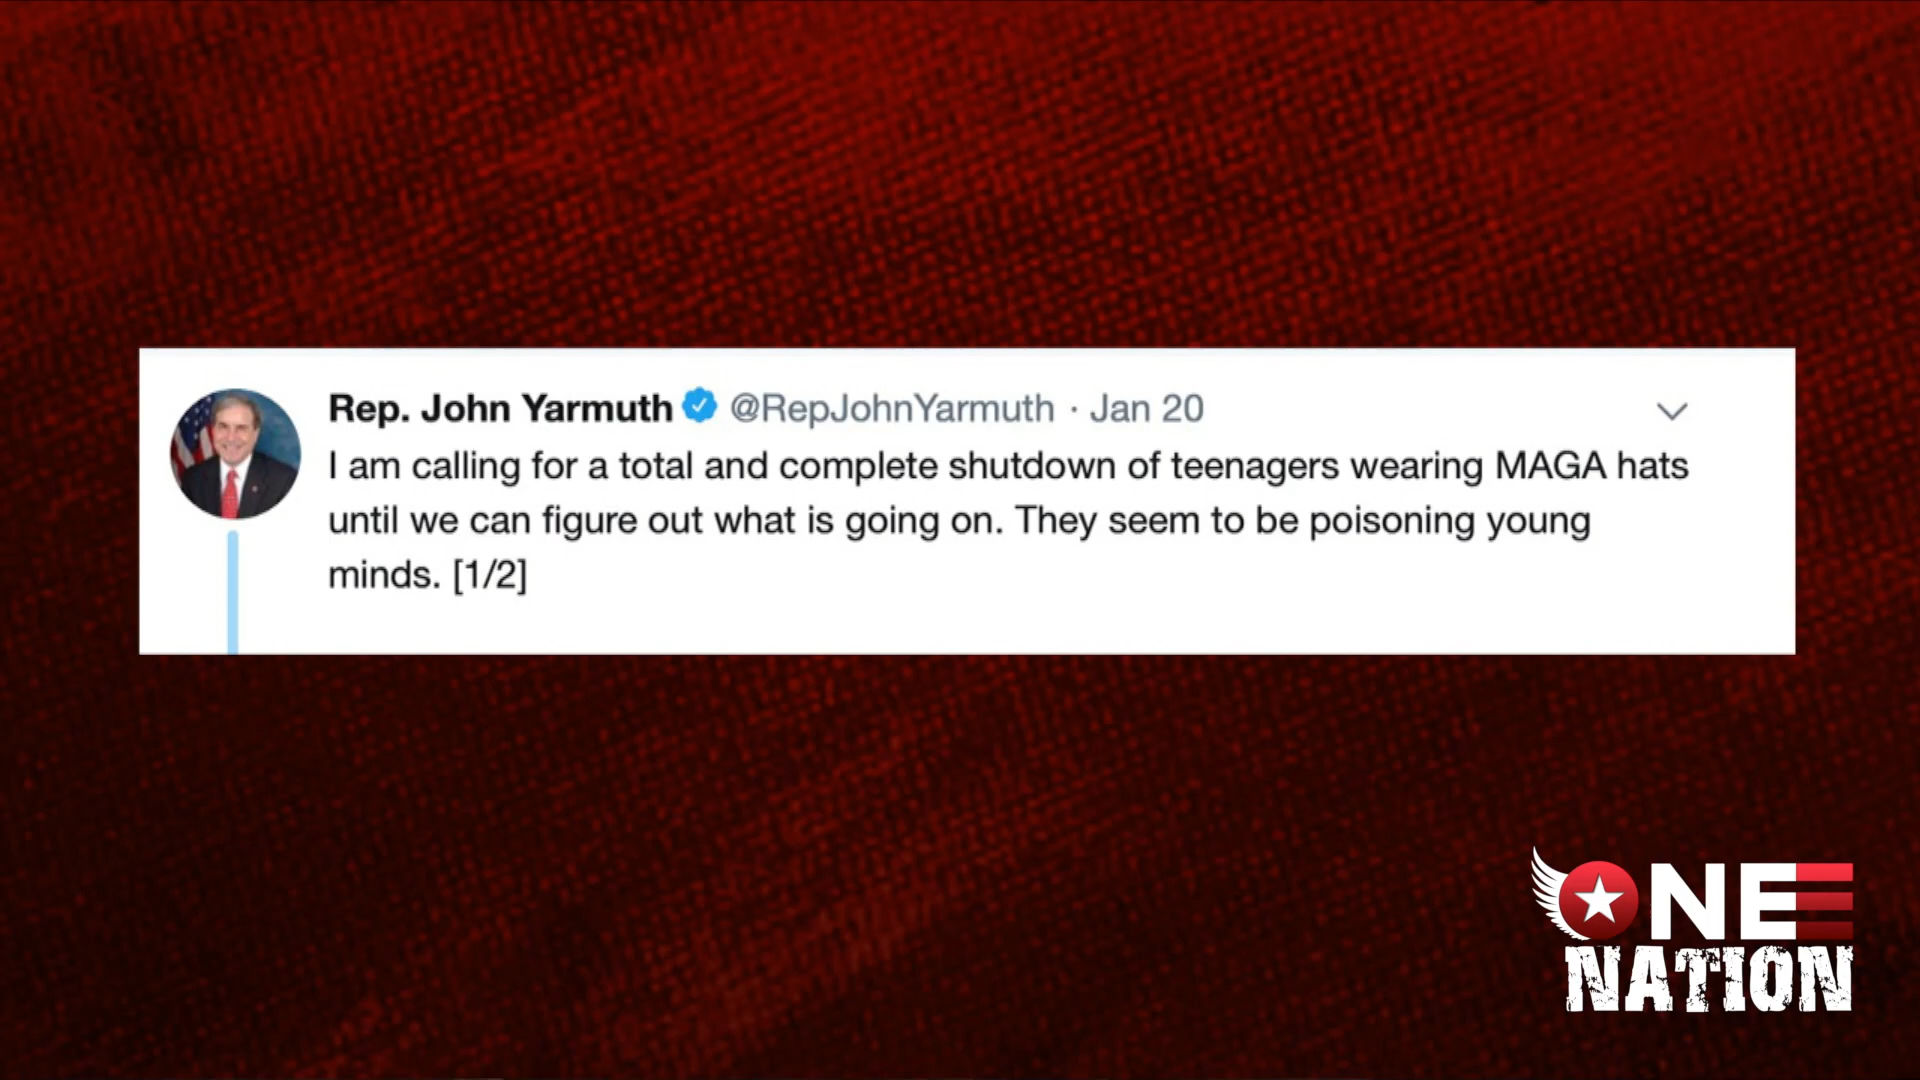 Rep. John Yarmuth @RepJohnYarmuth · Jan 20
I am calling for a total and complete shutdown of teenagers wearing MAGA hats
until we can figure out what is going on. They seem to be poisoning young
minds. [1/2]
ONE
NATION